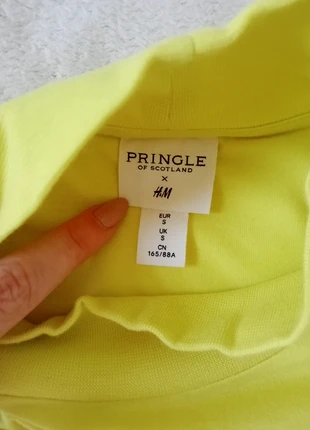 PRINGLE
OF SCOTLAND
×
H&M
EUR
S
UK
S
CN
165/88A